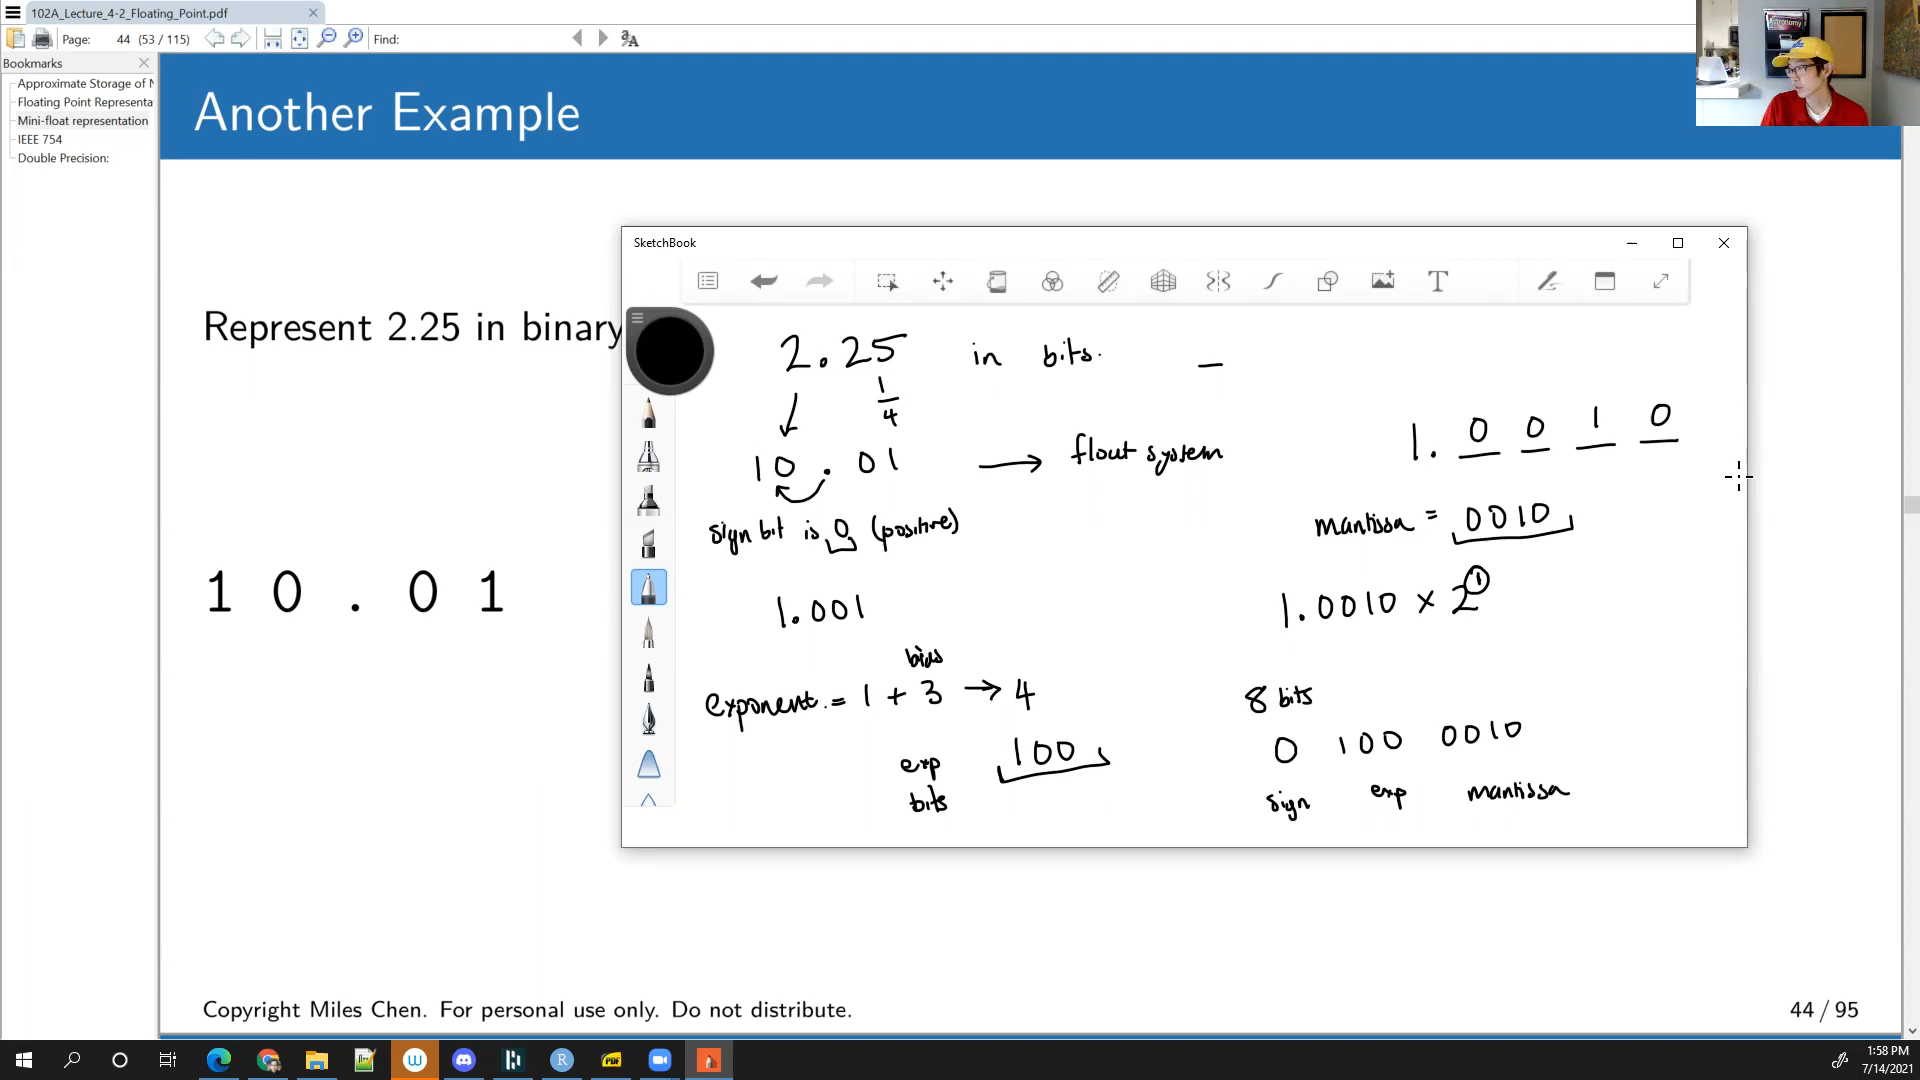 102A_Lecture_4-2_Floating_Point.pdf
Page: 44 (53 / 115) Find:
Bookmarks
Approximate Storage of N
Floating Point Representa
Mini-float representation
IEEE 754
Double Precision:
Another Example
Represent 2.25 in binary
1 0 . 0 1
SketchBook
2.25 in bits.
1/4
10.01 → float system
sign bit is 0 (positive)
1.001
bias
exponent = 1 + 3 → 4
exp bits 100
1. 0 0 1 0
mantissa = 0010
1.0010 × 2^1
8 bits
0 100 0010
sign exp mantissa
Copyright Miles Chen. For personal use only. Do not distribute.
44 / 95
1:58 PM
7/14/2021